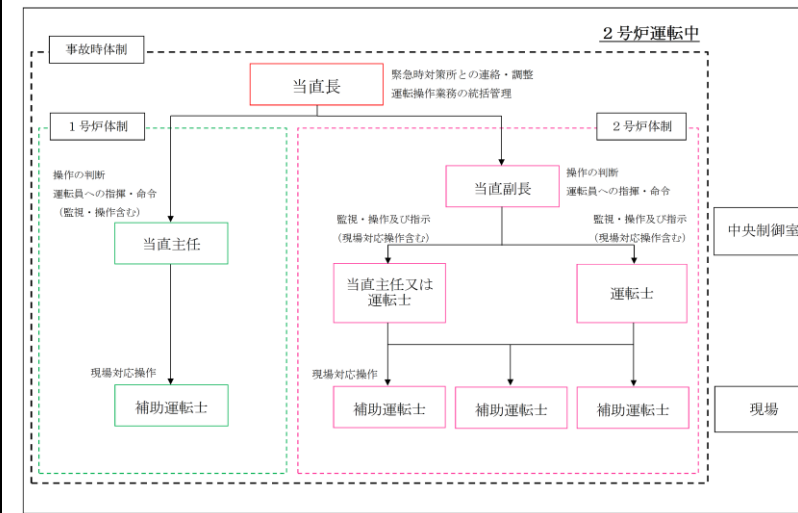 ２号炉運転中
事故時体制
当直長
緊急時対策所との連絡・調整
運転操作業務の統括管理
１号炉体制
２号炉体制
操作の判断
運転員への指揮・命令
（監視・操作含む）
当直主任
操作の判断
運転員への指揮・命令
当直副長
監視・操作及び指示
（現場対応操作含む）
監視・操作及び指示
（現場対応操作含む）
中央制御室
当直主任又は
運転士
運転士
現場対応操作
補助運転士
現場対応操作
補助運転士
補助運転士
補助運転士
現場